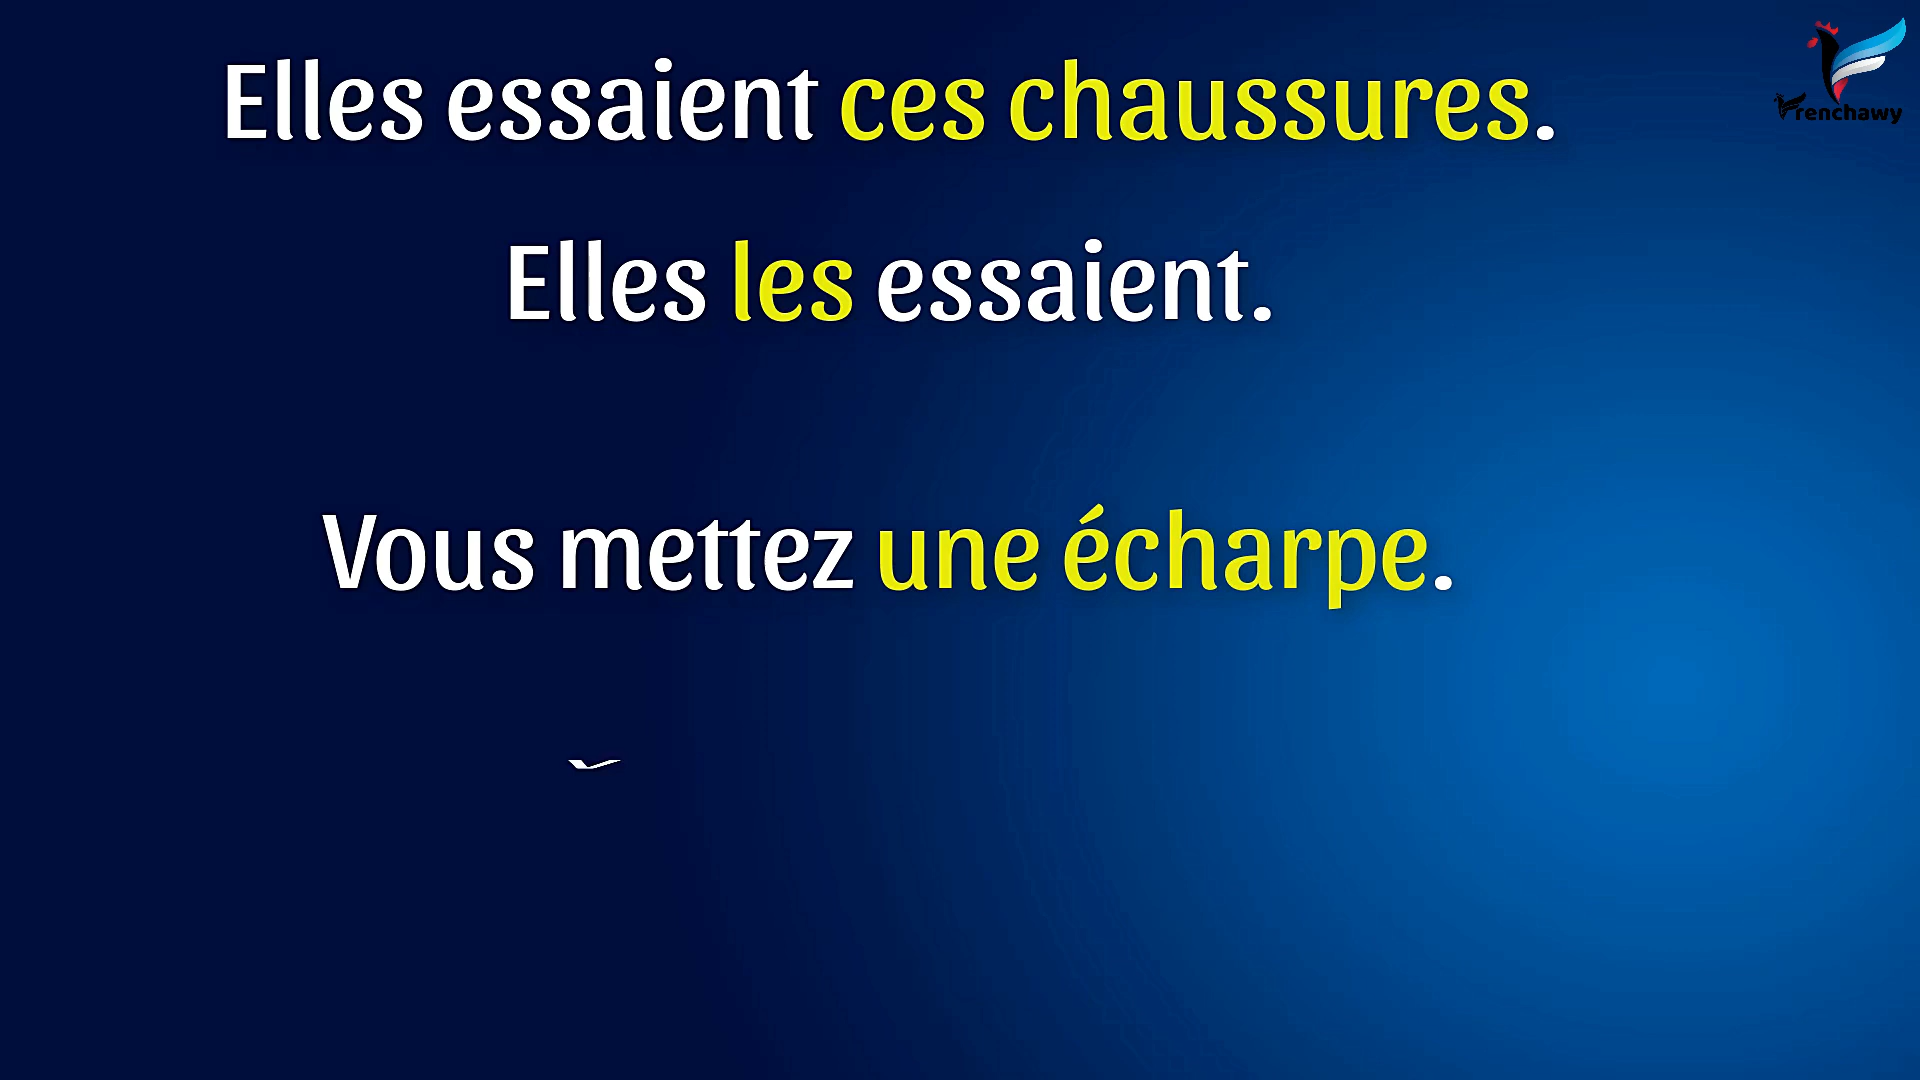 Elles essaient ces chaussures.
Frenchawy
Elles les essaient.
Vous mettez une écharpe.